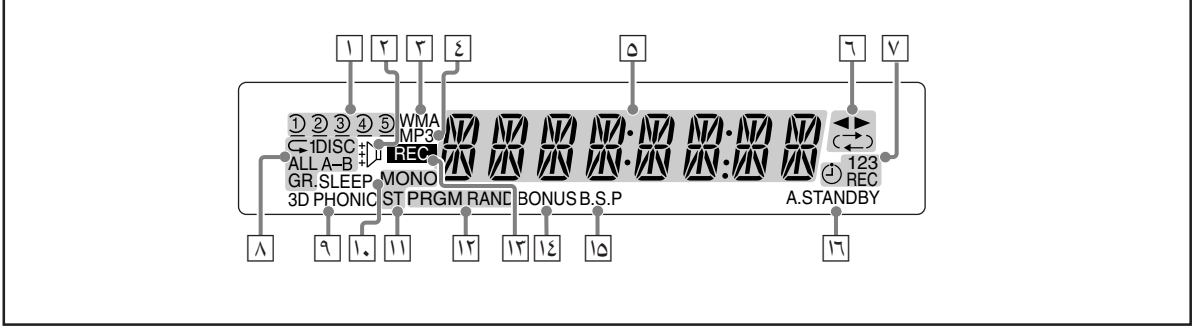 ١ ٢ ٣ ٤ ٥ ٦ ٧
① ② ③ ④ ⑤ WMA
MP3
1DISC
ALL A–B REC 123
GR. SLEEP MONO REC
3D PHONIC ST PRGM RAND BONUS B.S.P A.STANDBY
٨ ٩ ١٠ ١١ ١٢ ١٣ ١٤ ١٥ ١٦